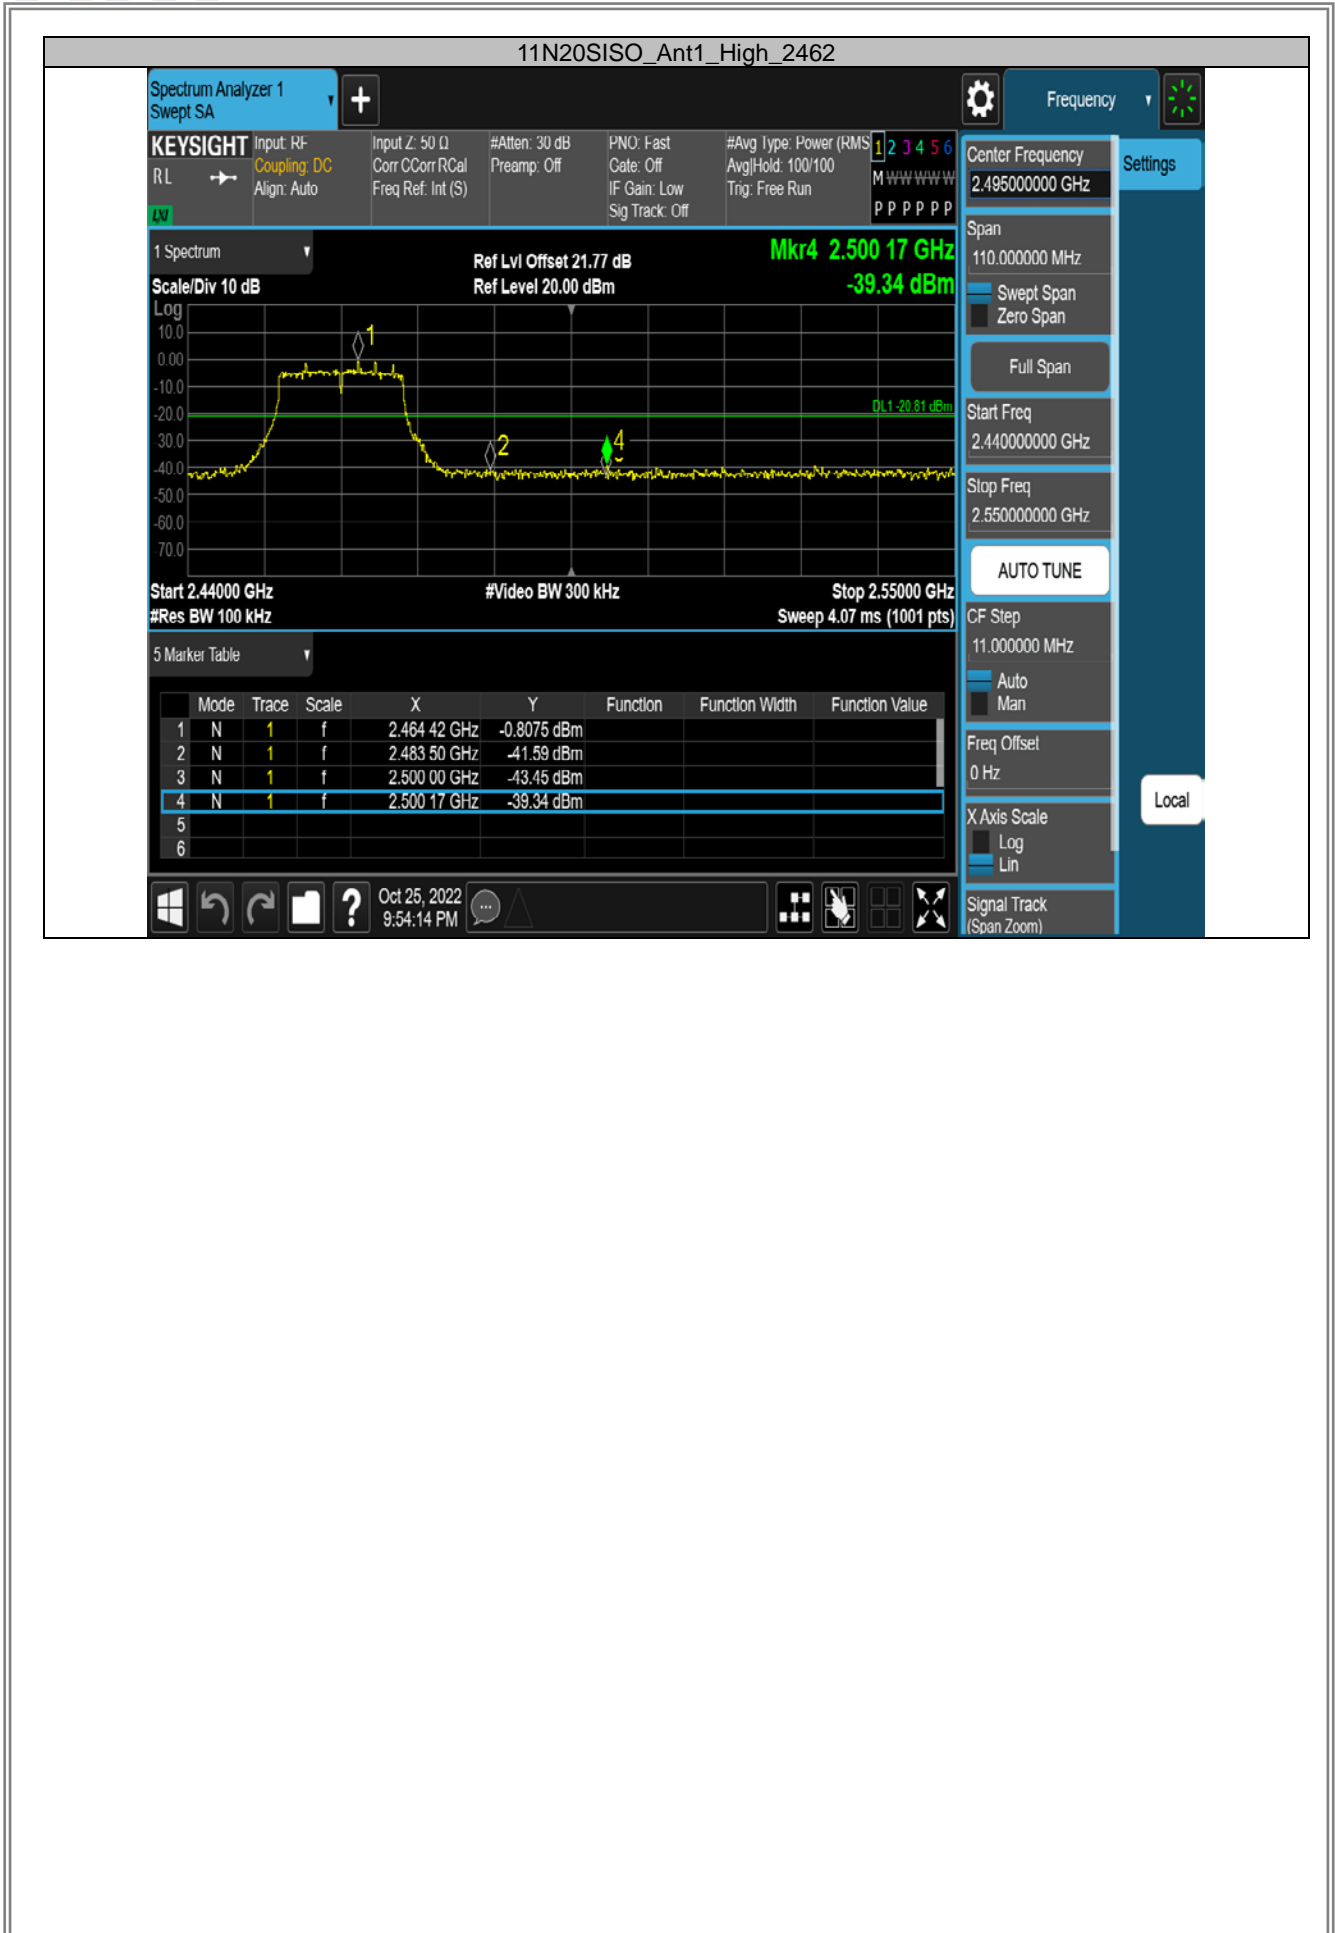 11N20SISO_Ant1_High_2462
Spectrum Analyzer 1
Swept SA
+
Frequency
KEYSIGHT
RL
LXI
Input: RF
Coupling: DC
Align: Auto
Input Z: 50 Ω
Corr CCorr RCal
Freq Ref: Int (S)
#Atten: 30 dB
Preamp: Off
PNO: Fast
Gate: Off
IF Gain: Low
Sig Track: Off
#Avg Type: Power (RMS
Avg|Hold: 100/100
Trig: Free Run
1 2 3 4 5 6
M W W W W W
P P P P P P
1 Spectrum
Scale/Div 10 dB
Ref Lvl Offset 21.77 dB
Ref Level 20.00 dBm
Mkr4 2.500 17 GHz
-39.34 dBm
Log
10.0
0.00
-10.0
-20.0
-30.0
-40.0
-50.0
-60.0
-70.0
1
2
4
DL1 -20.81 dBm
Start 2.44000 GHz
#Video BW 300 kHz
Stop 2.55000 GHz
#Res BW 100 kHz
Sweep 4.07 ms (1001 pts)
5 Marker Table
Mode Trace Scale X Y Function Function Width Function Value
1 N 1 f 2.464 42 GHz -0.8075 dBm
2 N 1 f 2.483 50 GHz -41.59 dBm
3 N 1 f 2.500 00 GHz -43.45 dBm
4 N 1 f 2.500 17 GHz -39.34 dBm
5
6
?
Oct 25, 2022
9:54:14 PM
Center Frequency
2.495000000 GHz
Span
110.000000 MHz
Swept Span
Zero Span
Full Span
Start Freq
2.440000000 GHz
Stop Freq
2.550000000 GHz
AUTO TUNE
CF Step
11.000000 MHz
Auto
Man
Freq Offset
0 Hz
X Axis Scale
Log
Lin
Signal Track
(Span Zoom)
Settings
Local